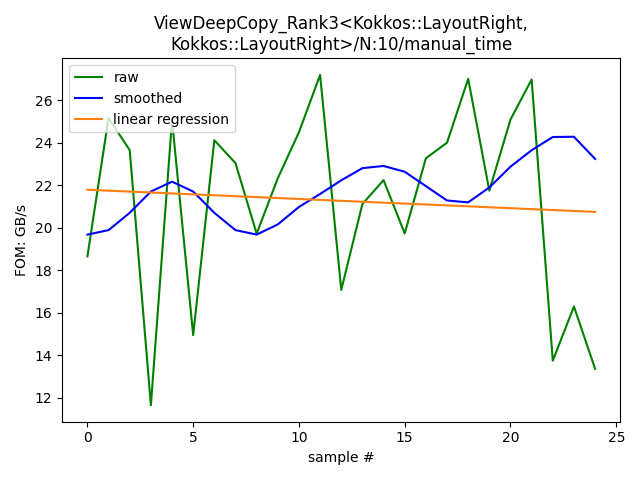 ViewDeepCopy_Rank3<Kokkos::LayoutRight,
Kokkos::LayoutRight>/N:10/manual_time
raw
smoothed
linear regression
FOM: GB/s
26
24
22
20
18
16
14
12
0
5
10
15
20
25
sample #